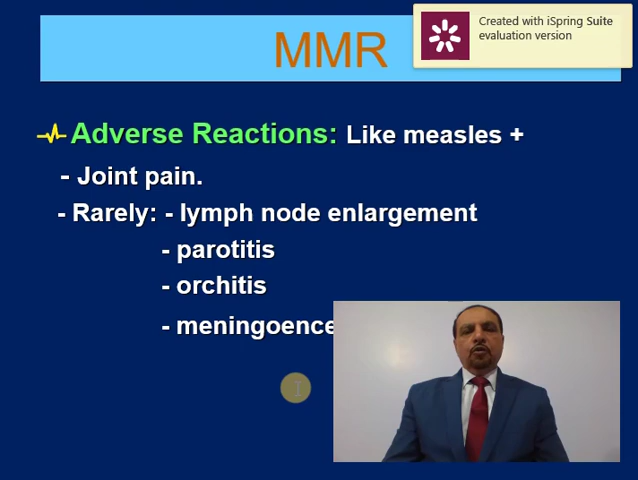 MMR
Created with iSpring Suite
evaluation version
Adverse Reactions: Like measles +
- Joint pain.
- Rarely: - lymph node enlargement
- parotitis
- orchitis
- meningoence